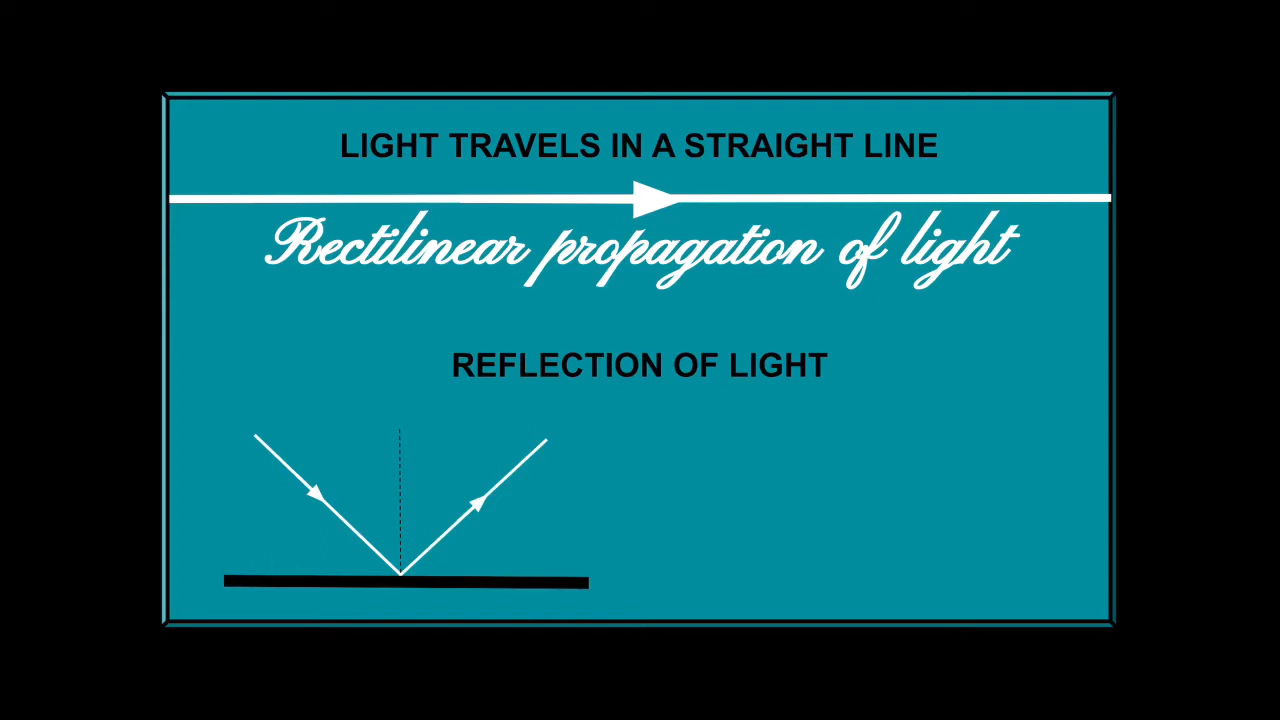 LIGHT TRAVELS IN A STRAIGHT LINE
Rectilinear propagation of light
REFLECTION OF LIGHT